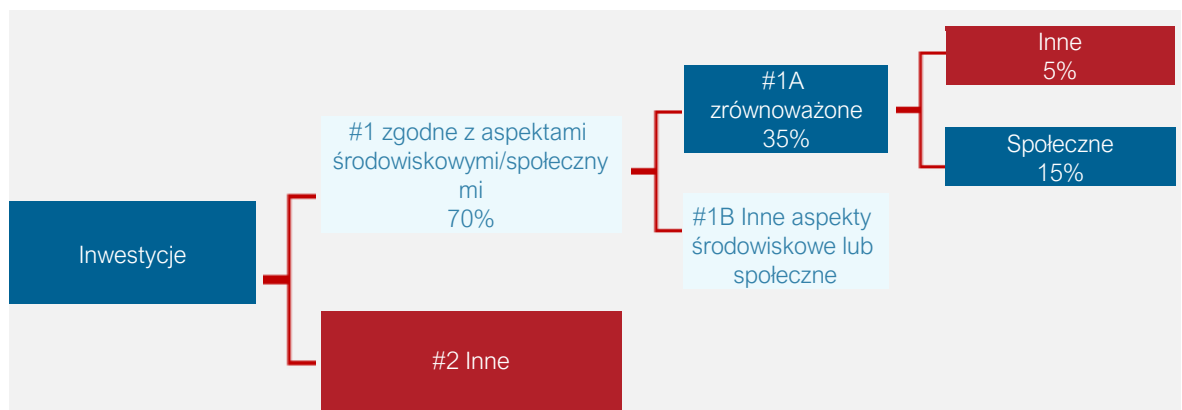 Inwestycje
#1 zgodne z aspektami
środowiskowymi/społeczny
mi
70%
#2 Inne
#1A
zrównoważone
35%
#1B Inne aspekty
środowiskowe lub
społeczne
Inne
5%
Społeczne
15%